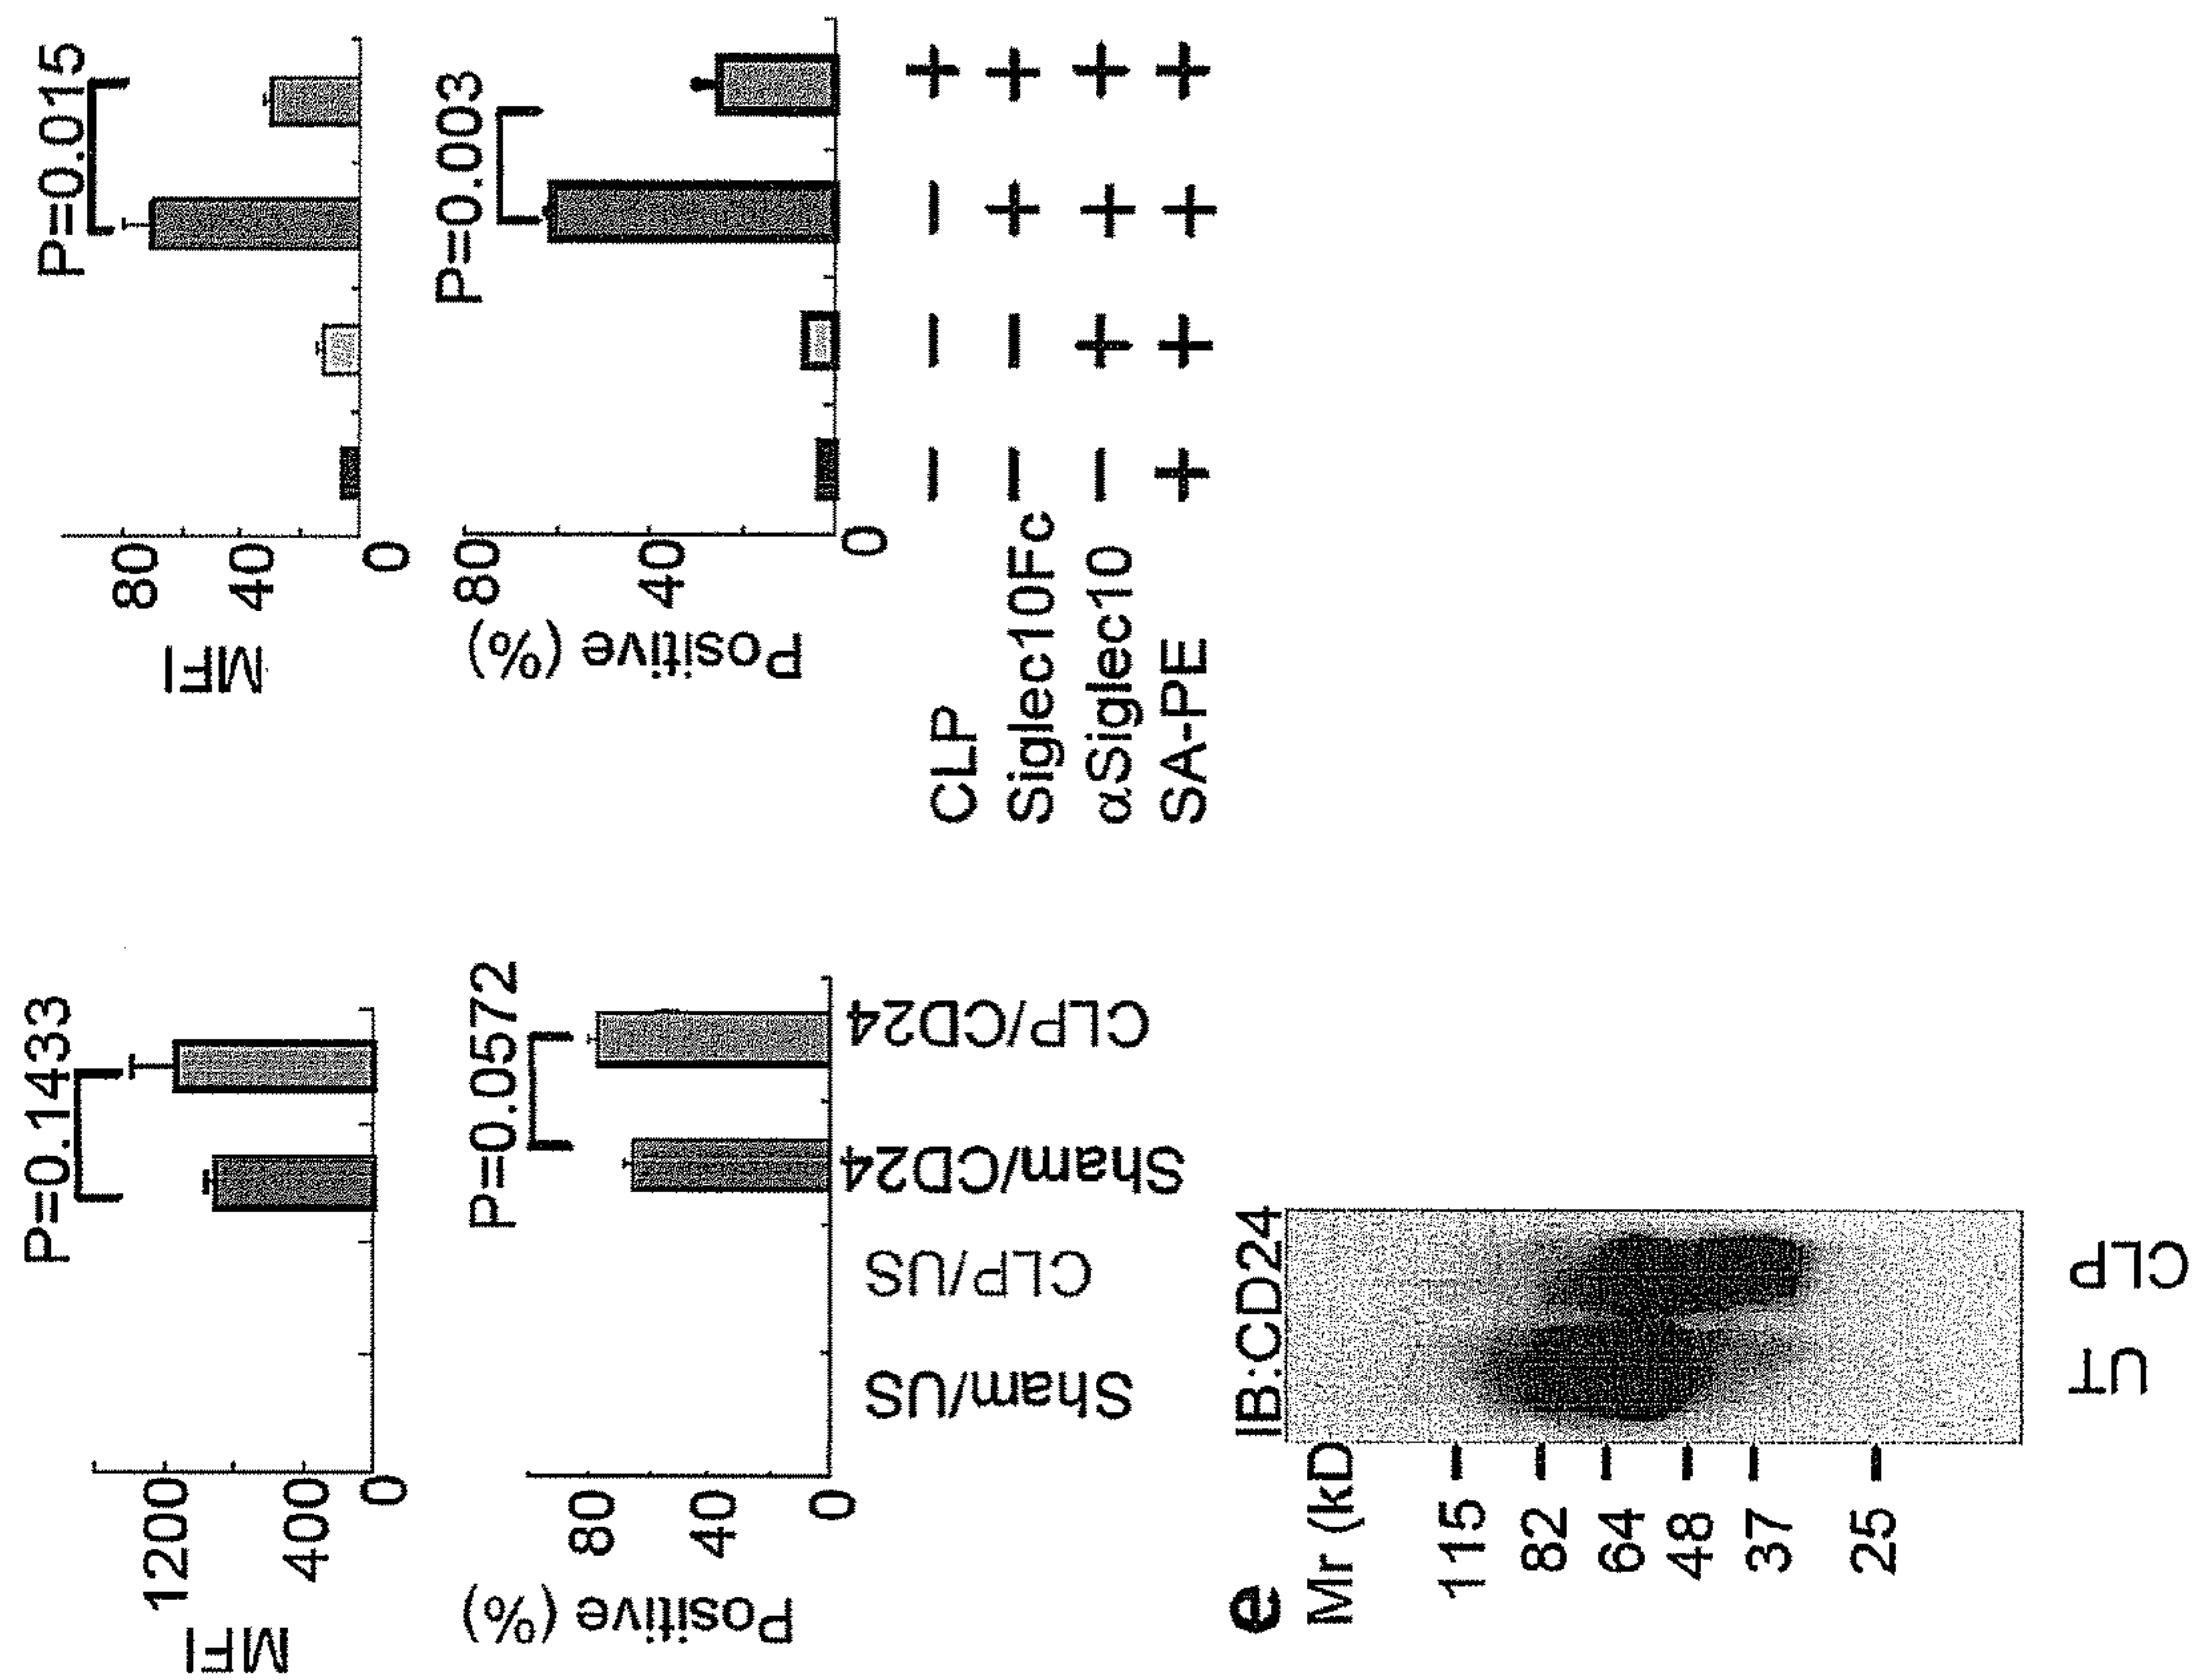 P=0.1433
MFI
1200
400
0
P=0.0572
Positive (%)
80
40
0
Sham/US
CLP/US
Sham/CD24
CLP/CD24
P=0.015
MFI
80
40
0
P=0.003
Positive (%)
80
40
0
CLP − − − +
Siglec10Fc − − + +
αSiglec10 − + + +
SA-PE + + + +
e
IB:CD24
Mr (kD
115
82
64
48
37
25
UT
CLP